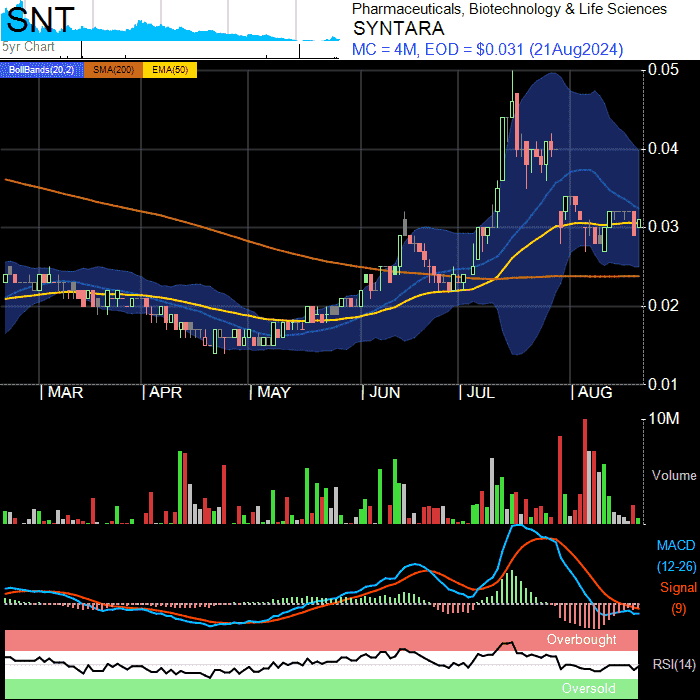 SNT
5yr Chart
Pharmaceuticals, Biotechnology & Life Sciences
SYNTARA
MC = 4M, EOD = $0.031 (21Aug2024)
BollBands(20,2) SMA(200) EMA(50)
0.05
0.04
0.03
0.02
0.01
MAR APR MAY JUN JUL AUG
10M
Volume
MACD
(12-26)
Signal
(9)
Overbought
RSI(14)
Oversold